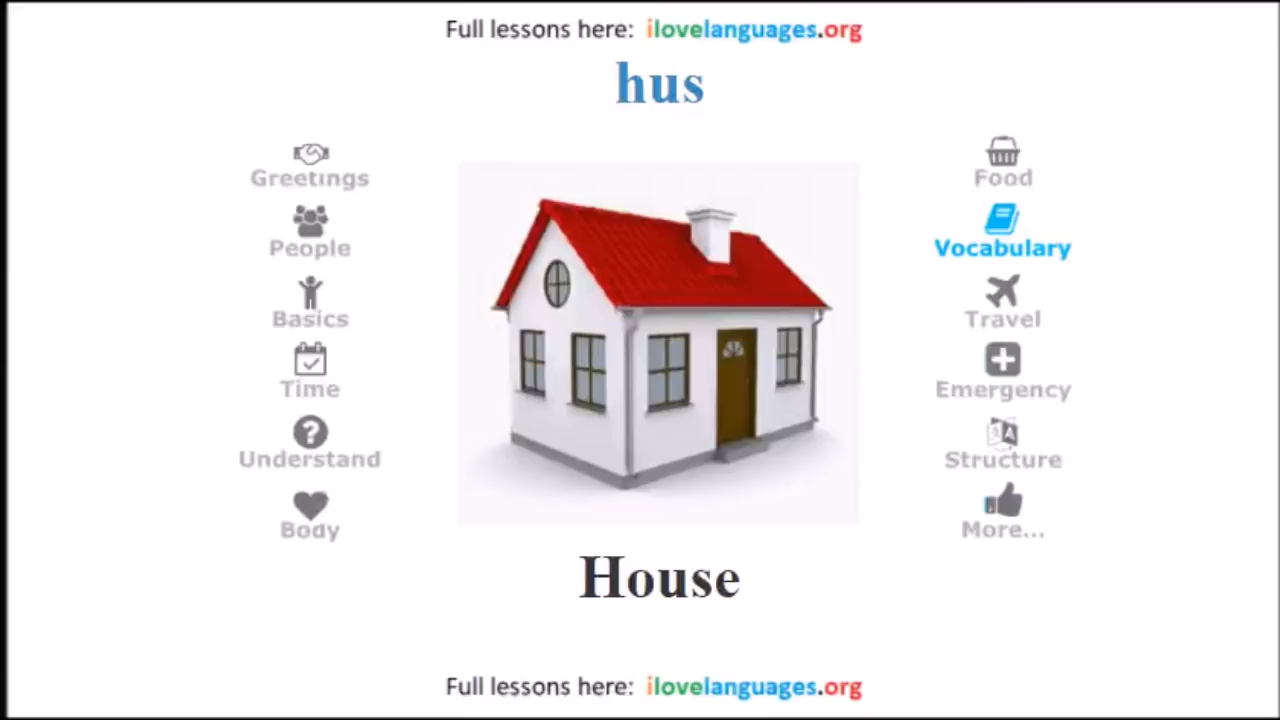 Full lessons here: ilovelanguages.org
hus
Greetings
People
Basics
Time
Understand
Body
Food
Vocabulary
Travel
Emergency
Structure
More...
House
Full lessons here: ilovelanguages.org